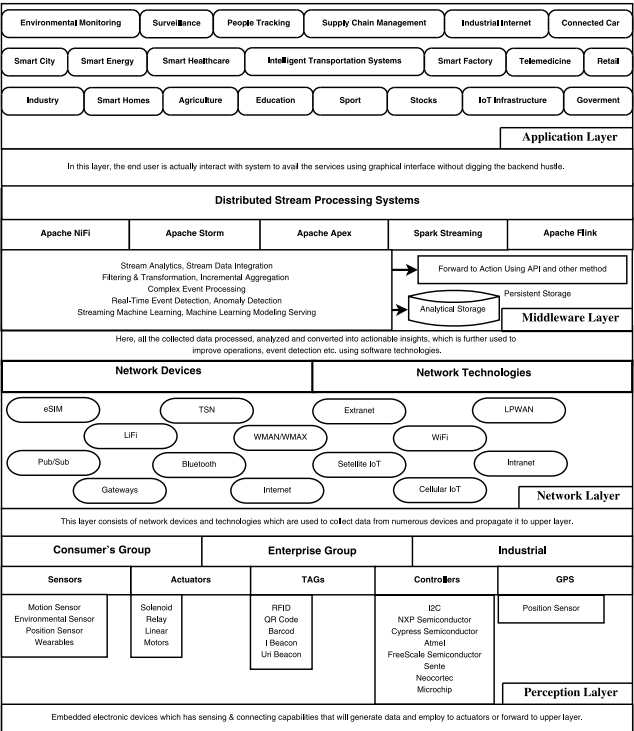 Environmental Monitoring Surveillance People Tracking Supply Chain Management Industrial Internet Connected Car
Smart City Smart Energy Smart Healthcare Intelligent Transportation Systems Smart Factory Telemedicine Retail
Industry Smart Homes Agriculture Education Sport Stocks IoT Infrastructure Goverment
Application Layer
In this layer, the end user is actually interact with system to avail the services using graphical interface without digging the backend hustle.
Distributed Stream Processing Systems
Apache NiFi Apache Storm Apache Apex Spark Streaming Apache Flink
Stream Analytics, Stream Data Integration
Filtering & Transformation, Incremental Aggregation
Complex Event Processing
Real-Time Event Detection, Anomaly Detection
Streaming Machine Learning, Machine Learning Modeling Serving
Forward to Action Using API and other method
Persistent Storage
Analytical Storage
Middleware Layer
Here, all the collected data processed, analyzed and converted into actionable insights, which is further used to
improve operations, event detection etc. using software technologies.
Network Devices Network Technologies
eSIM TSN Extranet LPWAN
LiFi WMAN/WMAX WiFi
Pub/Sub Bluetooth Setellite IoT Intranet
Gateways Internet Cellular IoT
Network Lalyer
This layer consists of network devices and technologies which are used to collect data from numerous devices and propagate it to upper layer.
Consumer's Group Enterprise Group Industrial
Sensors Actuators TAGs Controllers GPS
Motion Sensor
Environmental Sensor
Position Sensor
Wearables
Solenoid
Relay
Linear
Motors
RFID
QR Code
Barcod
I Beacon
Uri Beacon
I2C
NXP Semiconductor
Cypress Semiconductor
Atmel
FreeScale Semiconductor
Sente
Neocortec
Microchip
Position Sensor
Perception Lalyer
Embedded electronic devices which has sensing & connecting capabilities that will generate data and employ to actuators or forward to upper layer.